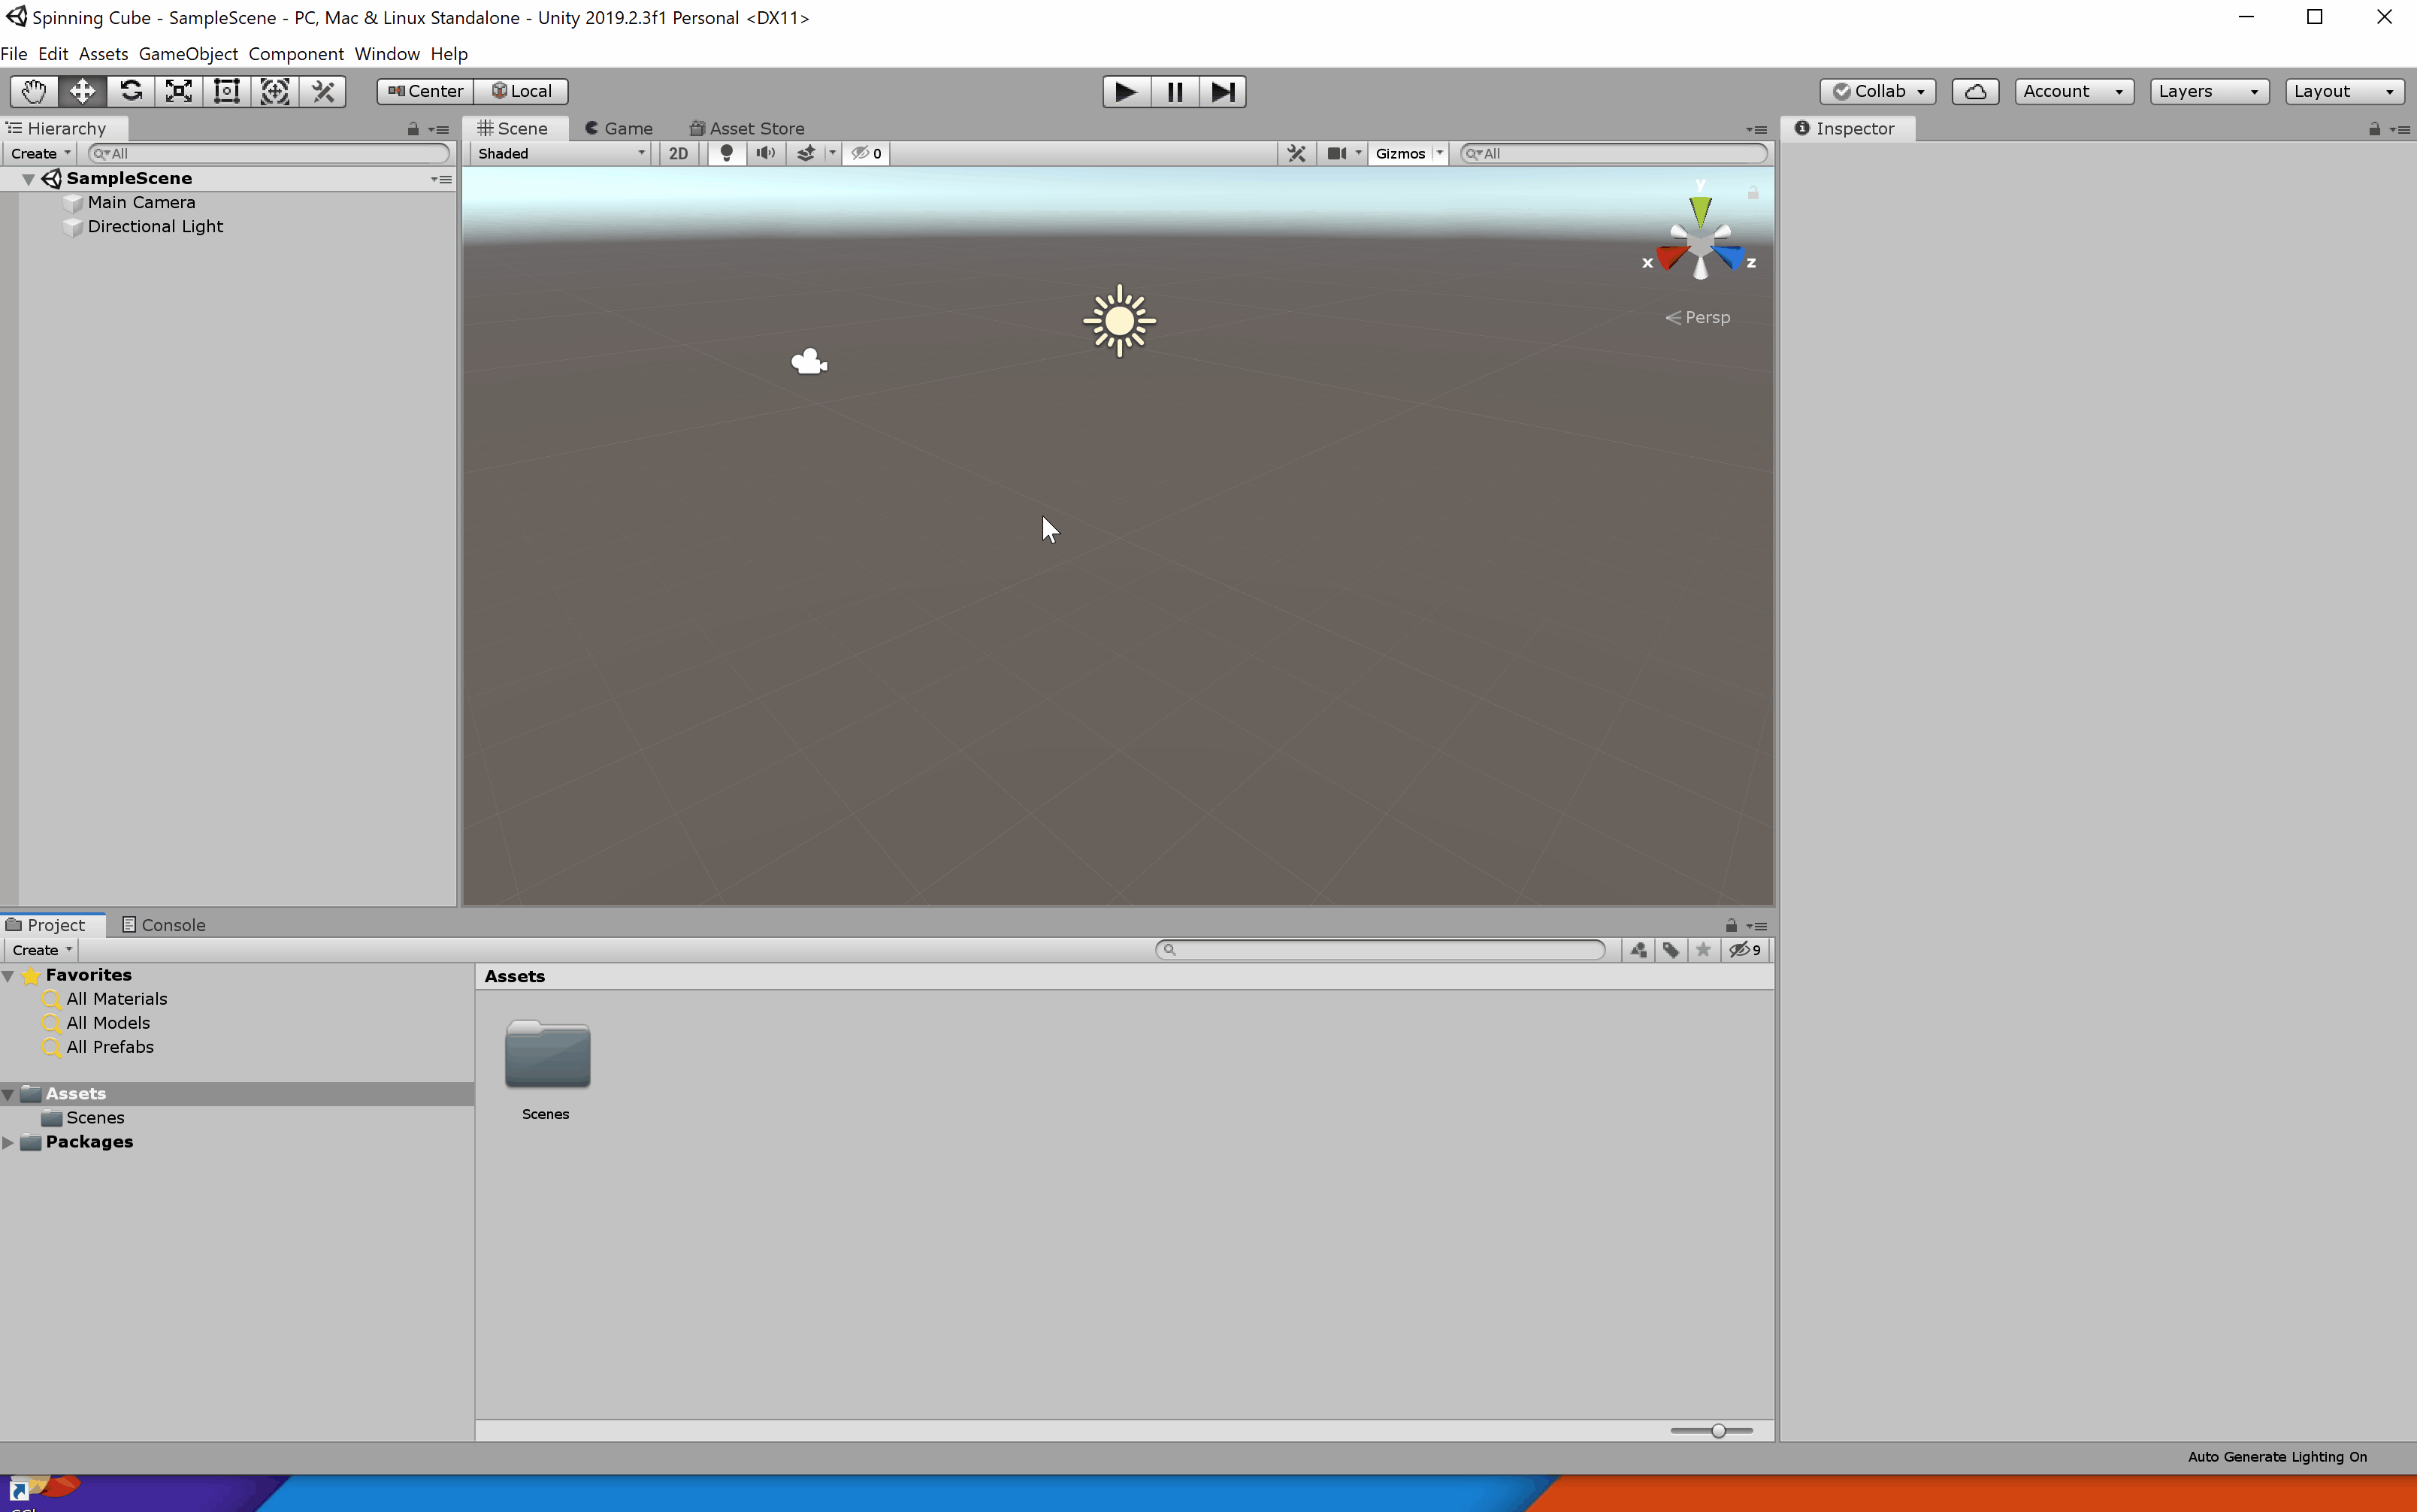 Spinning Cube - SampleScene - PC, Mac & Linux Standalone - Unity 2019.2.3f1 Personal <DX11>
File Edit Assets GameObject Component Window Help
Center Local Collab Account Layers Layout
Hierarchy
Create All
SampleScene
Main Camera
Directional Light
Scene Game Asset Store
Shaded 2D 0 Gizmos All
y
x z
Persp
Inspector
Project Console
Create 9
Favorites
All Materials
All Models
All Prefabs
Assets
Scenes
Packages
Assets
Scenes
Auto Generate Lighting On